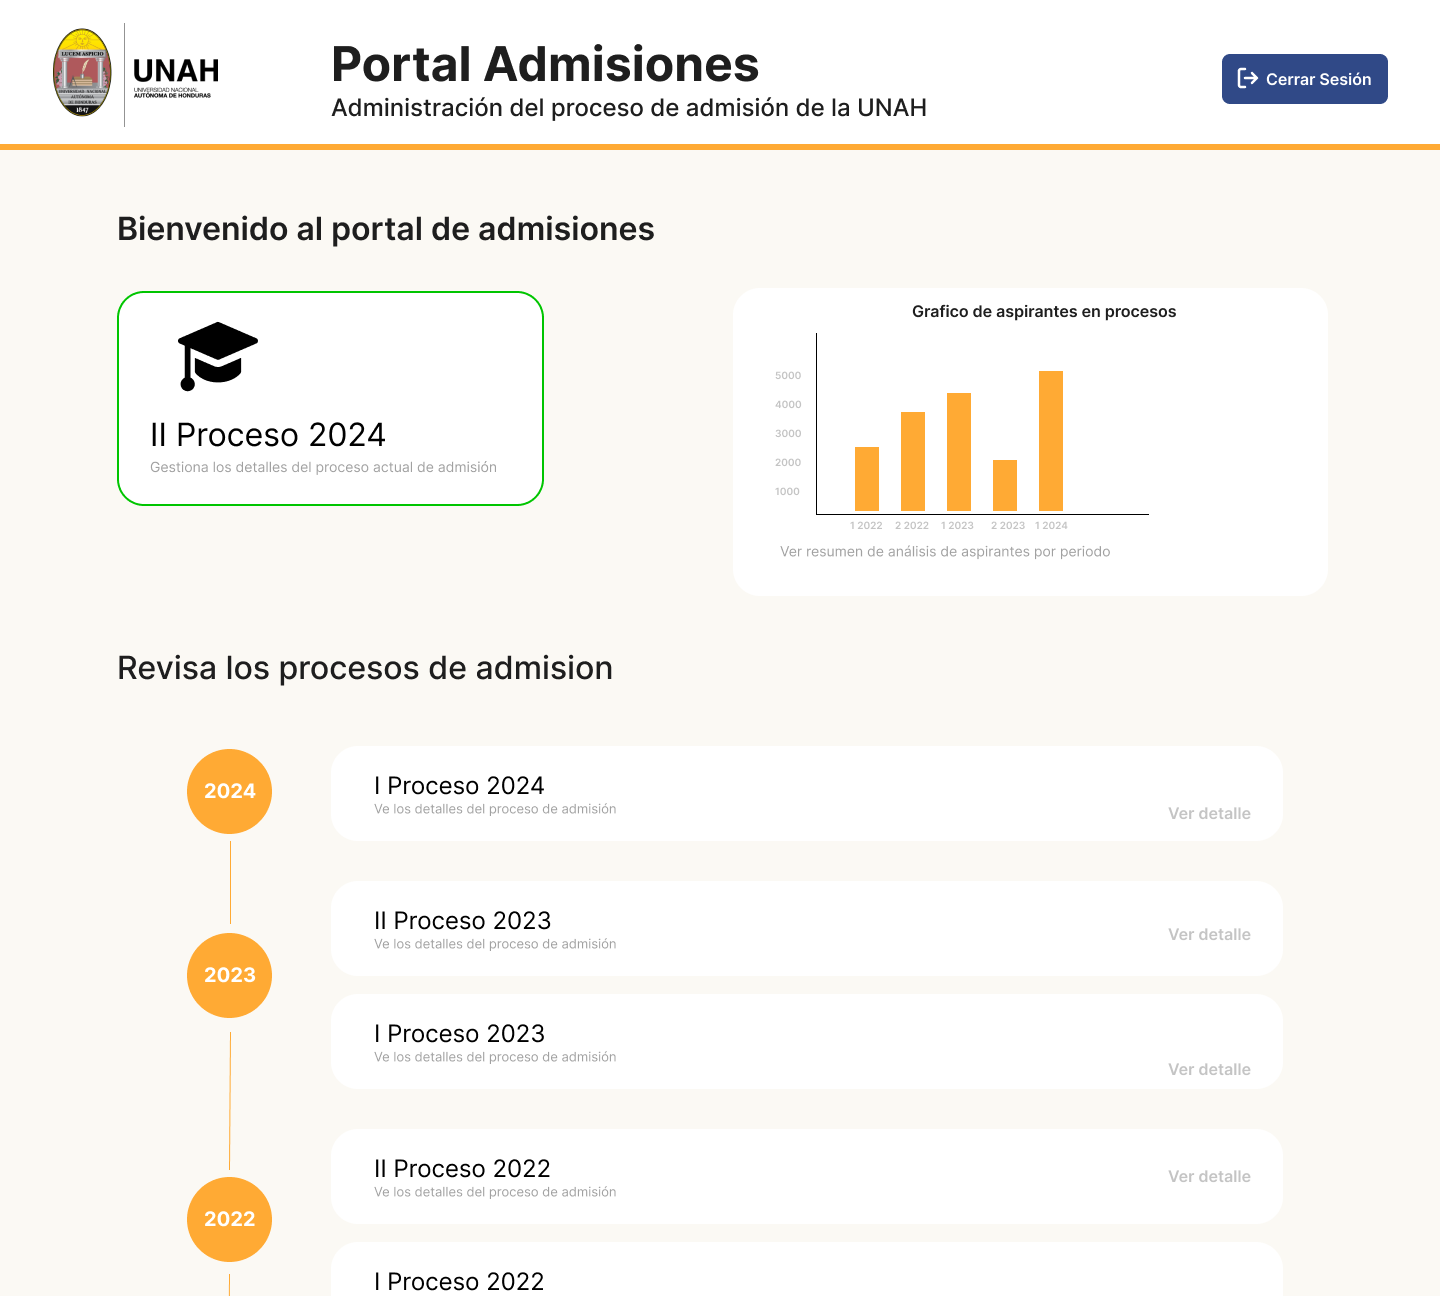 LUCEM ASPICIO
UNIVERSIDAD NACIONAL
AUTÓNOMA
DE HONDURAS
1847
UNAH
UNIVERSIDAD NACIONAL
AUTÓNOMA DE HONDURAS
Portal Admisiones
Administración del proceso de admisión de la UNAH
Cerrar Sesión
Bienvenido al portal de admisiones
II Proceso 2024
Gestiona los detalles del proceso actual de admisión
Grafico de aspirantes en procesos
5000
4000
3000
2000
1000
1 2022 2 2022 1 2023 2 2023 1 2024
Ver resumen de análisis de aspirantes por periodo
Revisa los procesos de admision
2024
I Proceso 2024
Ve los detalles del proceso de admisión
Ver detalle
2023
II Proceso 2023
Ve los detalles del proceso de admisión
Ver detalle
I Proceso 2023
Ve los detalles del proceso de admisión
Ver detalle
2022
II Proceso 2022
Ve los detalles del proceso de admisión
Ver detalle
I Proceso 2022